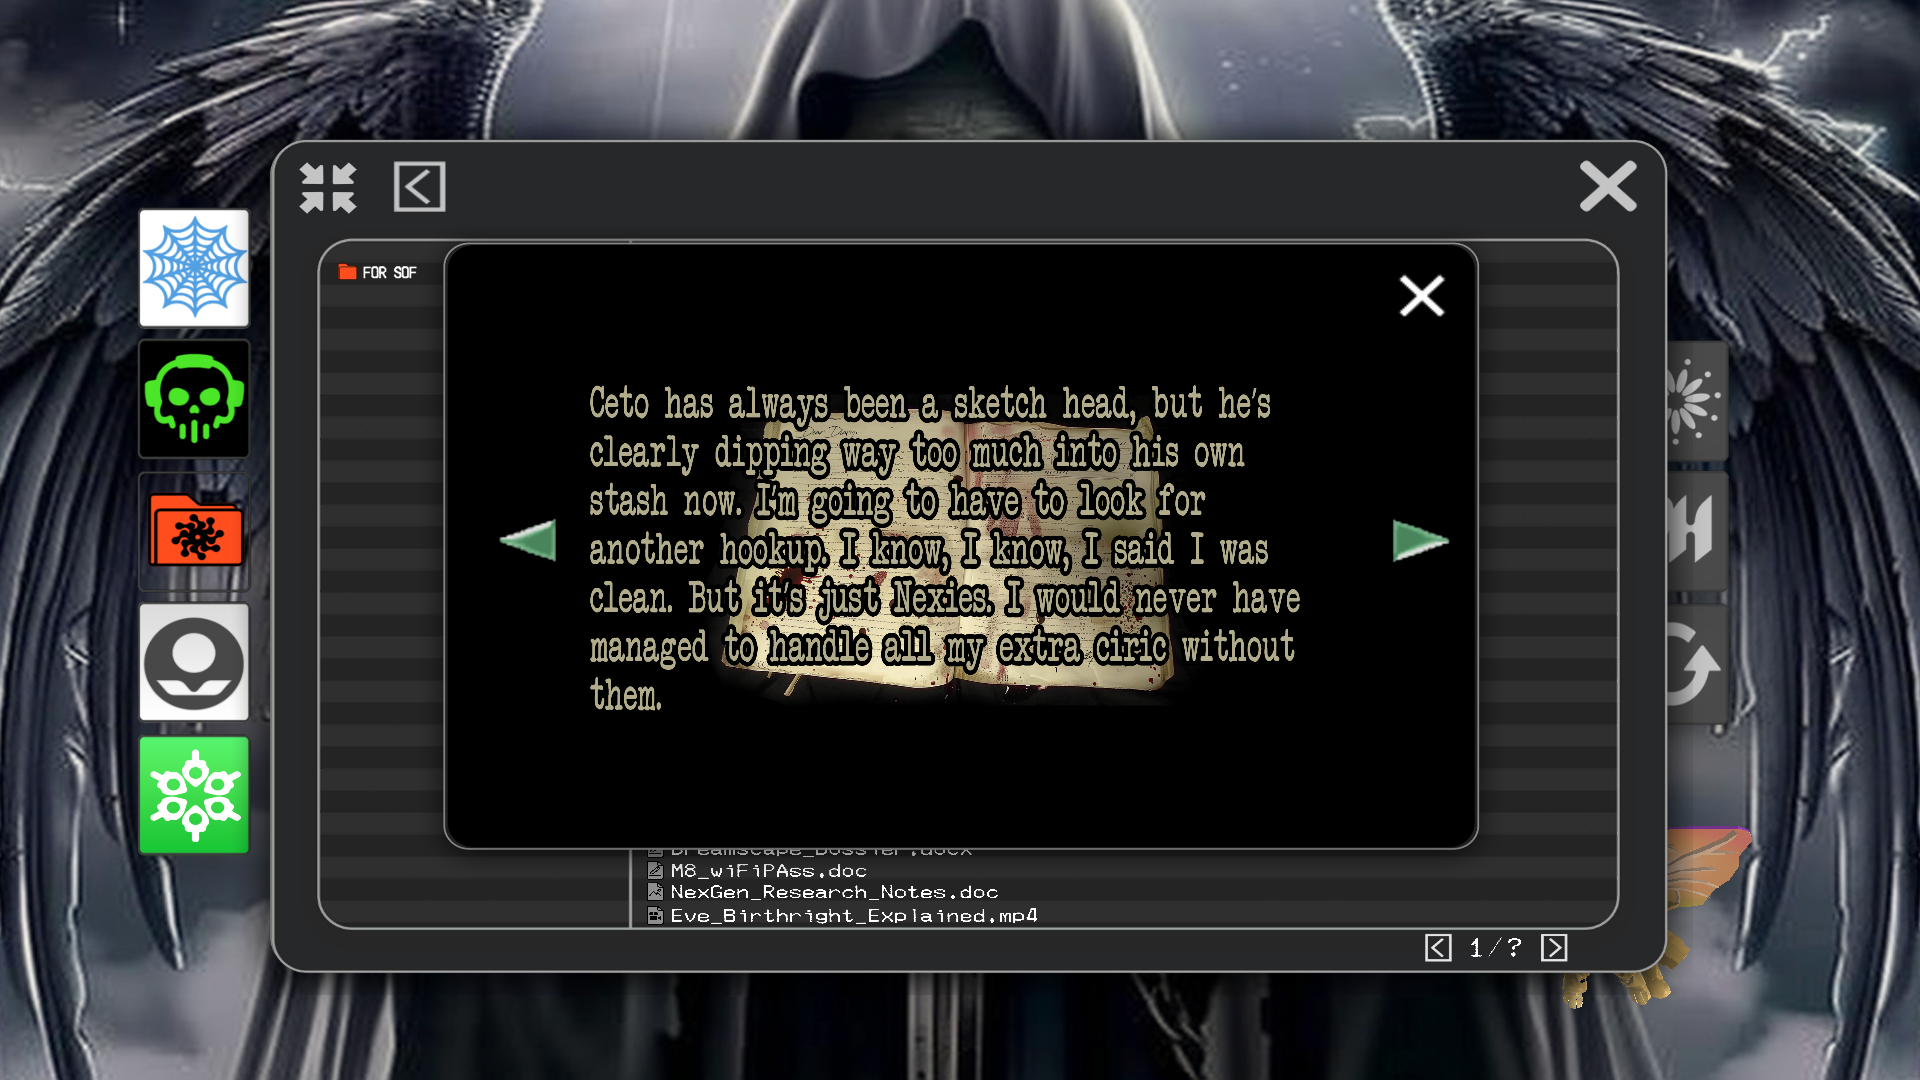 FOR SOF
Ceto has always been a sketch head, but he's
clearly dipping way too much into his own
stash now. I'm going to have to look for
another hookup. I know, I know, I said I was
clean. But it's just Nexies. I would never have
managed to handle all my extra ciric without
them.
Dreamscape_Dossier.docx
M8_wiFiPAss.doc
NexGen_Research_Notes.doc
Eve_Birthright_Explained.mp4
1/?